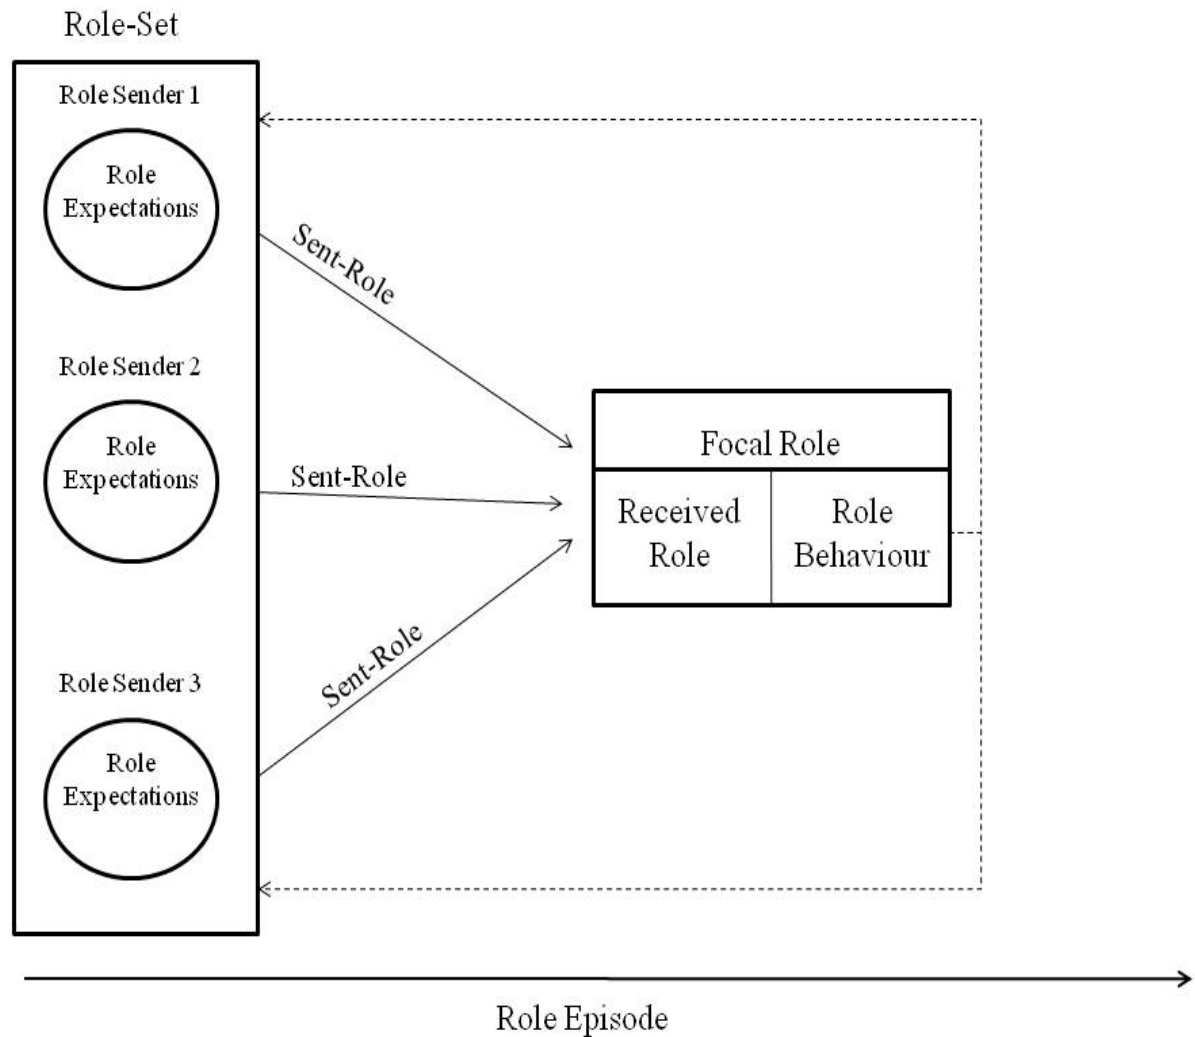 Role-Set
Role Sender 1
Role
Expectations
Sent-Role
Role Sender 2
Role
Expectations
Sent-Role
Focal Role
Received
Role
Role
Behaviour
Sent-Role
Role Sender 3
Role
Expectations
Role Episode